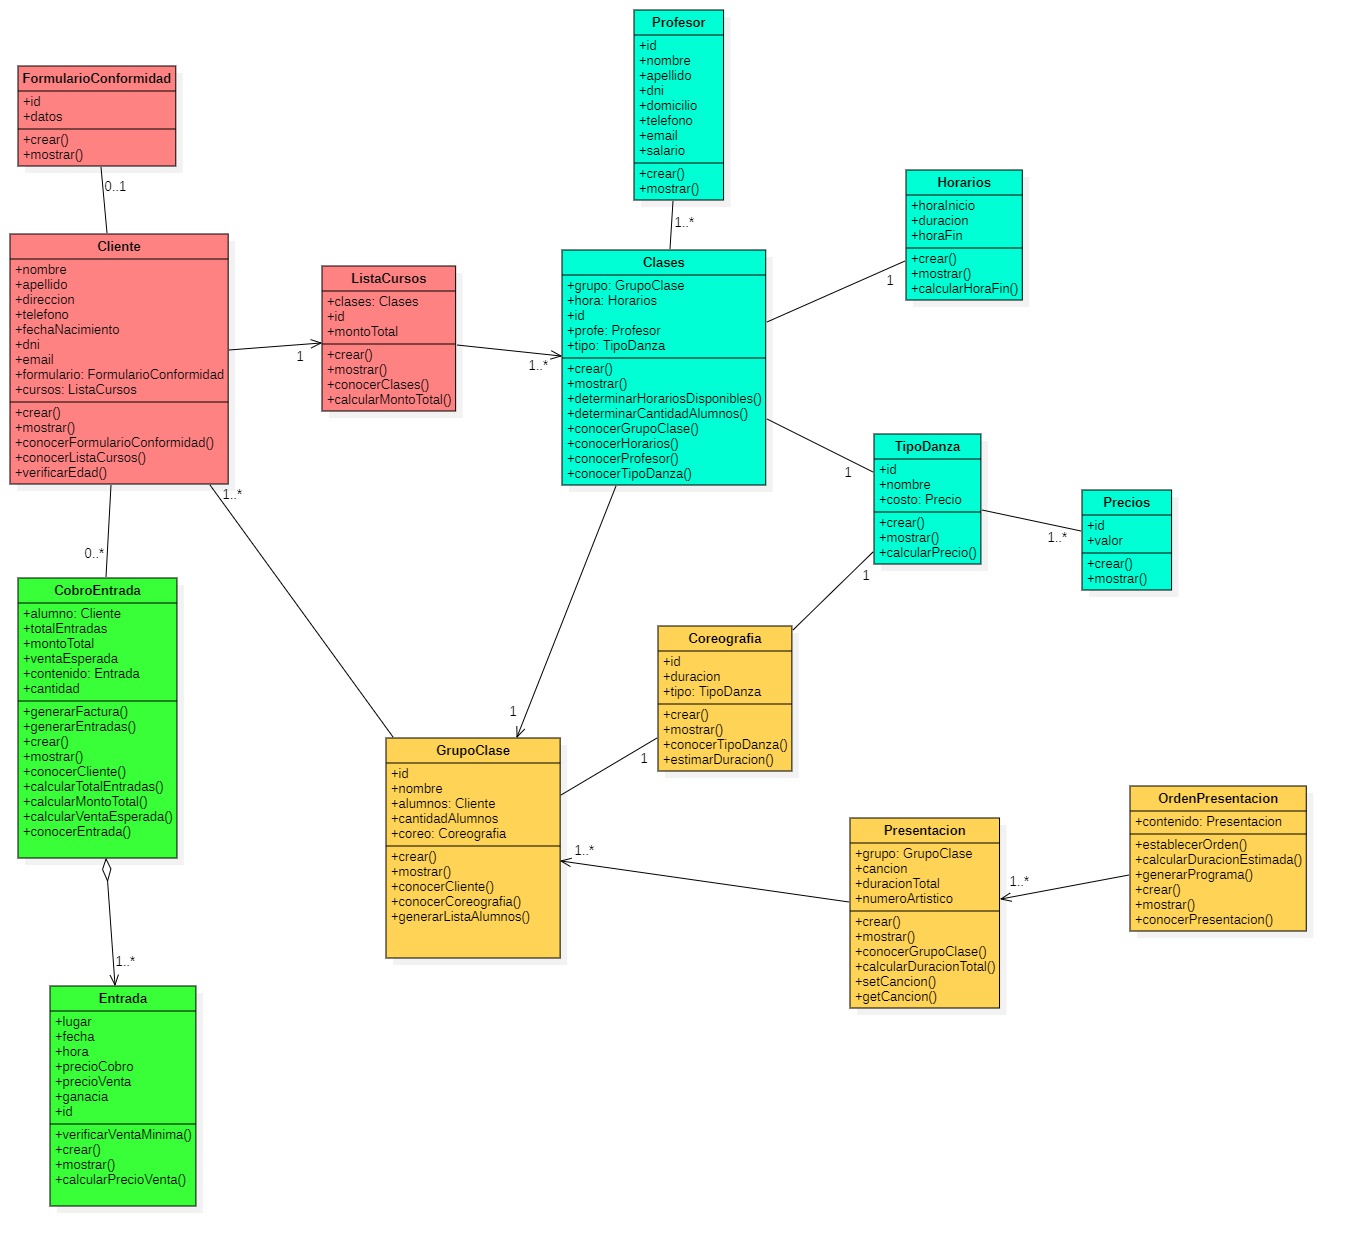 Profesor
+id
+nombre
+apellido
+dni
+domicilio
+telefono
+email
+salario
+crear()
+mostrar()
1..*
FormularioConformidad
+id
+datos
+crear()
+mostrar()
0..1
Cliente
+nombre
+apellido
+direccion
+telefono
+fechaNacimiento
+dni
+email
+formulario: FormularioConformidad
+cursos: ListaCursos
+crear()
+mostrar()
+conocerFormularioConformidad()
+conocerListaCursos()
+verificarEdad()
1
1..*
0..*
ListaCursos
+clases: Clases
+id
+montoTotal
+crear()
+mostrar()
+conocerClases()
+calcularMontoTotal()
1..*
Clases
+grupo: GrupoClase
+hora: Horarios
+id
+profe: Profesor
+tipo: TipoDanza
+crear()
+mostrar()
+determinarHorariosDisponibles()
+determinarCantidadAlumnos()
+conocerGrupoClase()
+conocerHorarios()
+conocerProfesor()
+conocerTipoDanza()
1
1
1
Horarios
+horaInicio
+duracion
+horaFin
+crear()
+mostrar()
+calcularHoraFin()
TipoDanza
+id
+nombre
+costo: Precio
+crear()
+mostrar()
+calcularPrecio()
1..*
1
Precios
+id
+valor
+crear()
+mostrar()
CobroEntrada
+alumno: Cliente
+totalEntradas
+montoTotal
+ventaEsperada
+contenido: Entrada
+cantidad
+generarFactura()
+generarEntradas()
+crear()
+mostrar()
+conocerCliente()
+calcularTotalEntradas()
+calcularMontoTotal()
+calcularVentaEsperada()
+conocerEntrada()
1..*
Coreografia
+id
+duracion
+tipo: TipoDanza
+crear()
+mostrar()
+conocerTipoDanza()
+estimarDuracion()
1
GrupoClase
+id
+nombre
+alumnos: Cliente
+cantidadAlumnos
+coreo: Coreografia
+crear()
+mostrar()
+conocerCliente()
+conocerCoreografia()
+generarListaAlumnos()
1..*
Presentacion
+grupo: GrupoClase
+cancion
+duracionTotal
+numeroArtistico
+crear()
+mostrar()
+conocerGrupoClase()
+calcularDuracionTotal()
+setCancion()
+getCancion()
1..*
OrdenPresentacion
+contenido: Presentacion
+establecerOrden()
+calcularDuracionEstimada()
+generarPrograma()
+crear()
+mostrar()
+conocerPresentacion()
Entrada
+lugar
+fecha
+hora
+precioCobro
+precioVenta
+ganacia
+id
+verificarVentaMinima()
+crear()
+mostrar()
+calcularPrecioVenta()